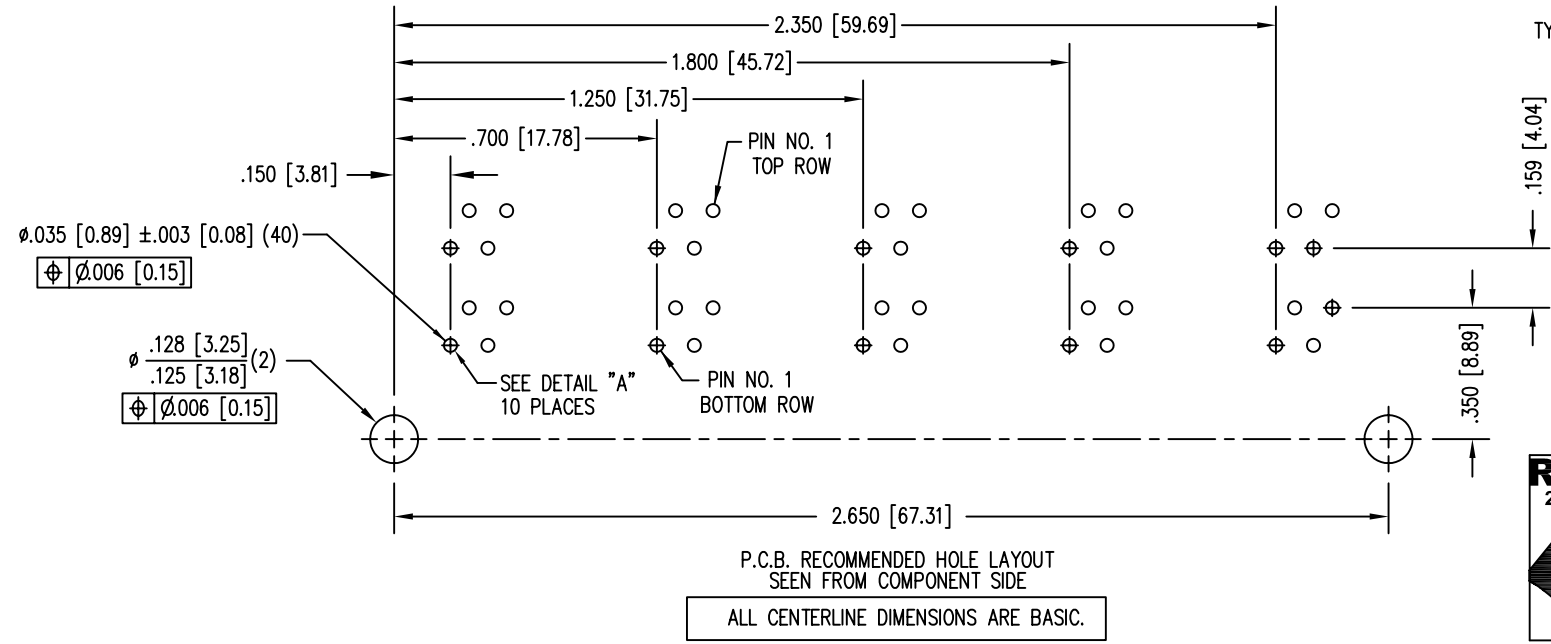 2.350 [59.69]
TY
1.800 [45.72]
1.250 [31.75]
.700 [17.78]
PIN NO. 1
TOP ROW
.159 [4.04]
.150 [3.81]
ø.035 [0.89] ±.003 [0.08] (40)
⌖ Ø.006 [0.15]
ø .128 [3.25]
.125 [3.18] (2)
⌖ Ø.006 [0.15]
SEE DETAIL "A"
10 PLACES
PIN NO. 1
BOTTOM ROW
.350 [8.89]
R
2
2.650 [67.31]
P.C.B. RECOMMENDED HOLE LAYOUT
SEEN FROM COMPONENT SIDE
ALL CENTERLINE DIMENSIONS ARE BASIC.